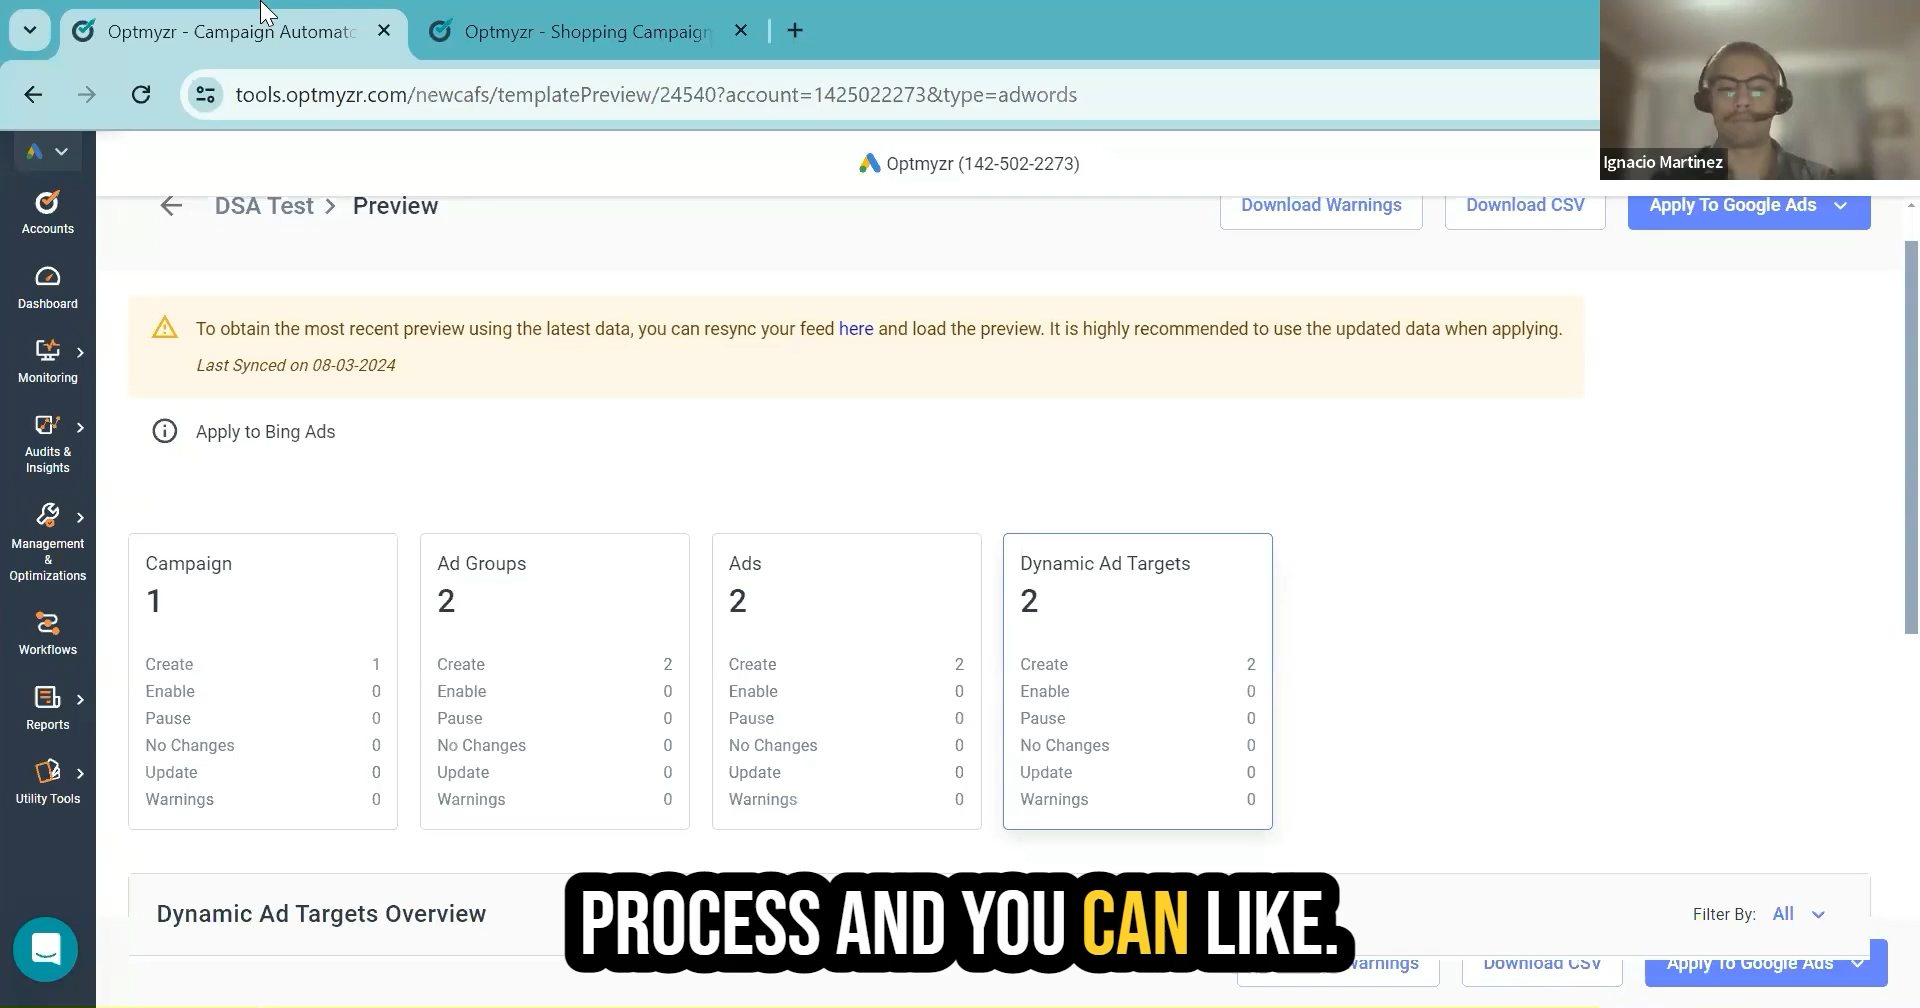 Optmyzr - Campaign Automato
Optmyzr - Shopping Campaign
tools.optmyzr.com/newcafs/templatePreview/24540?account=1425022273&type=adwords
Ignacio Martinez
Optmyzr (142-502-2273)
DSA Test > Preview
Download Warnings
Download CSV
Apply To Google Ads
Accounts
Dashboard
Monitoring
Audits &
Insights
Management
&
Optimizations
Workflows
Reports
Utility Tools
To obtain the most recent preview using the latest data, you can resync your feed here and load the preview. It is highly recommended to use the updated data when applying.
Last Synced on 08-03-2024
Apply to Bing Ads
Campaign
1
Create 1
Enable 0
Pause 0
No Changes 0
Update 0
Warnings 0
Ad Groups
2
Create 2
Enable 0
Pause 0
No Changes 0
Update 0
Warnings 0
Ads
2
Create 2
Enable 0
Pause 0
No Changes 0
Update 0
Warnings 0
Dynamic Ad Targets
2
Create 2
Enable 0
Pause 0
No Changes 0
Update 0
Warnings 0
Dynamic Ad Targets Overview
Filter By: All
PROCESS AND YOU CAN LIKE.
arnings
Download CSV
Apply To Google Ads